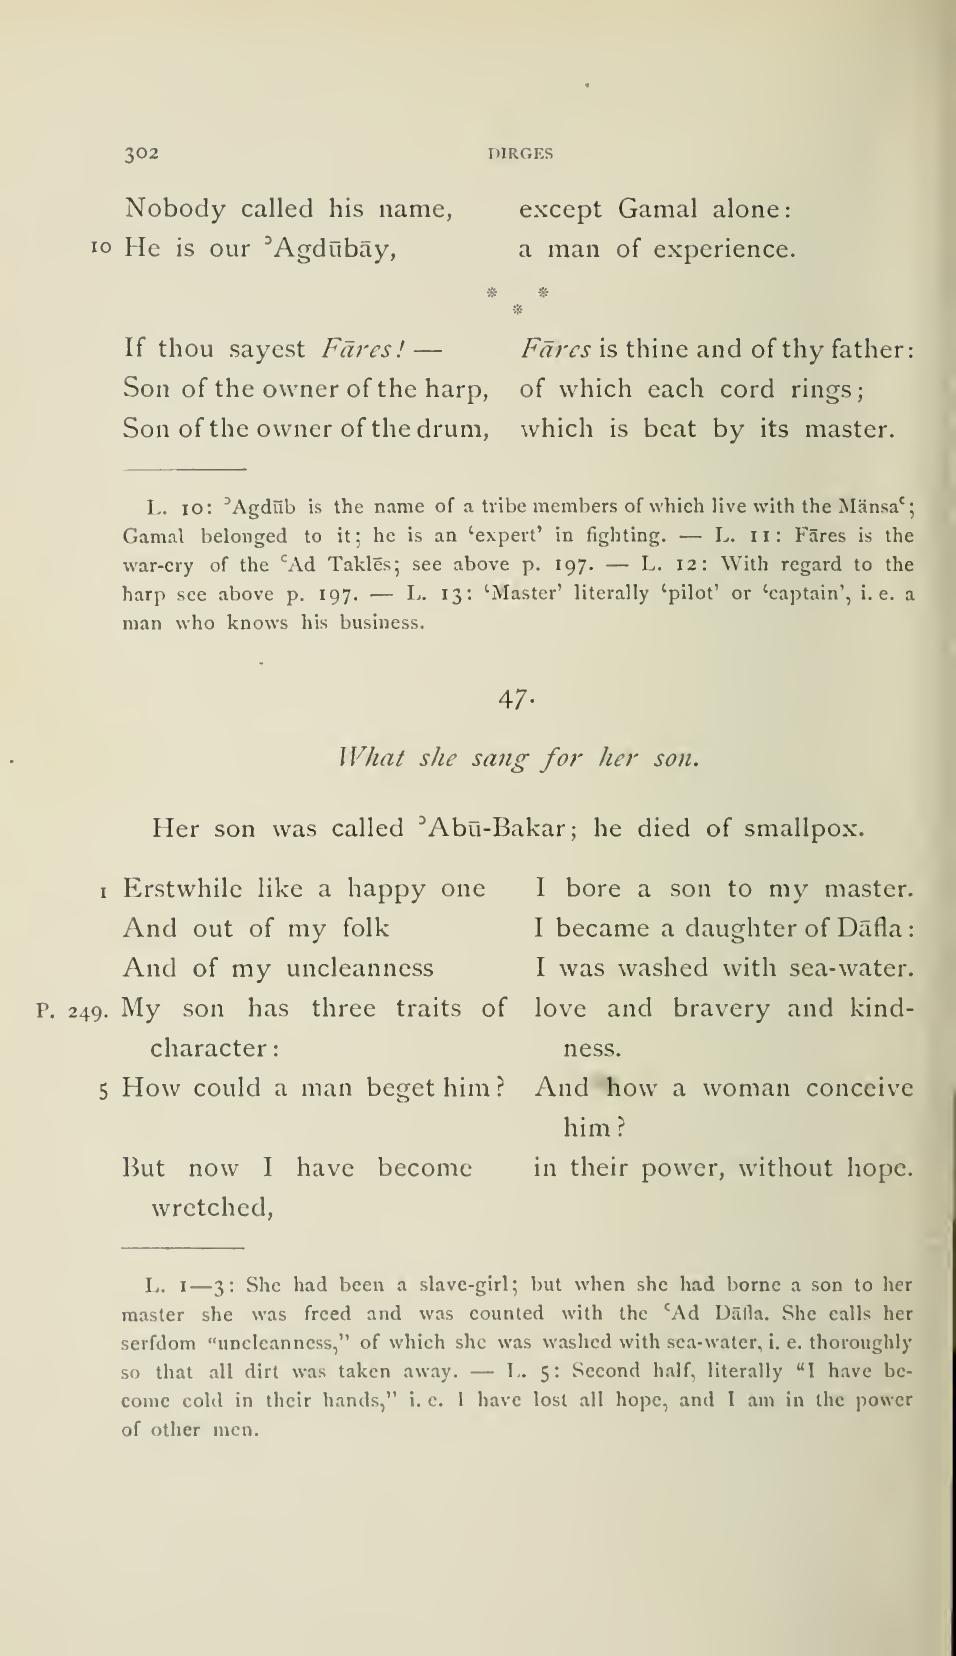 302 DIRGES
Nobody called his name, except Gamal alone:
10 He is our ʾAgdūbāy, a man of experience.
* * *
If thou sayest Fāres! — Fāres is thine and of thy father:
Son of the owner of the harp, of which each cord rings;
Son of the owner of the drum, which is beat by its master.
L. 10: ʾAgdūb is the name of a tribe members of which live with the Mänsaʿ;
Gamal belonged to it; he is an ‘expert’ in fighting. — L. 11: Fāres is the
war-cry of the ʿAd Taklēs; see above p. 197. — L. 12: With regard to the
harp see above p. 197. — L. 13: ‘Master’ literally ‘pilot’ or ‘captain’, i. e. a
man who knows his business.
47.
What she sang for her son.
Her son was called ʾAbū-Bakar; he died of smallpox.
1 Erstwhile like a happy one I bore a son to my master.
And out of my folk I became a daughter of Dāfla:
And of my uncleanness I was washed with sea-water.
P. 249. My son has three traits of love and bravery and kind-
character: ness.
5 How could a man beget him? And how a woman conceive
him?
But now I have become in their power, without hope.
wretched,
L. 1—3: She had been a slave-girl; but when she had borne a son to her
master she was freed and was counted with the ʿAd Dāfla. She calls her
serfdom “uncleanness,” of which she was washed with sea-water, i. e. thoroughly
so that all dirt was taken away. — L. 5: Second half, literally “I have be-
come cold in their hands,” i. e. I have lost all hope, and I am in the power
of other men.